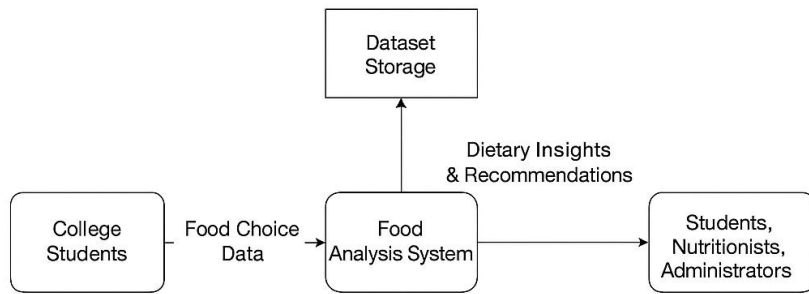 Dataset
Storage
Dietary Insights
& Recommendations
College
Students
Food Choice
Data
Food
Analysis System
Students,
Nutritionists,
Administrators